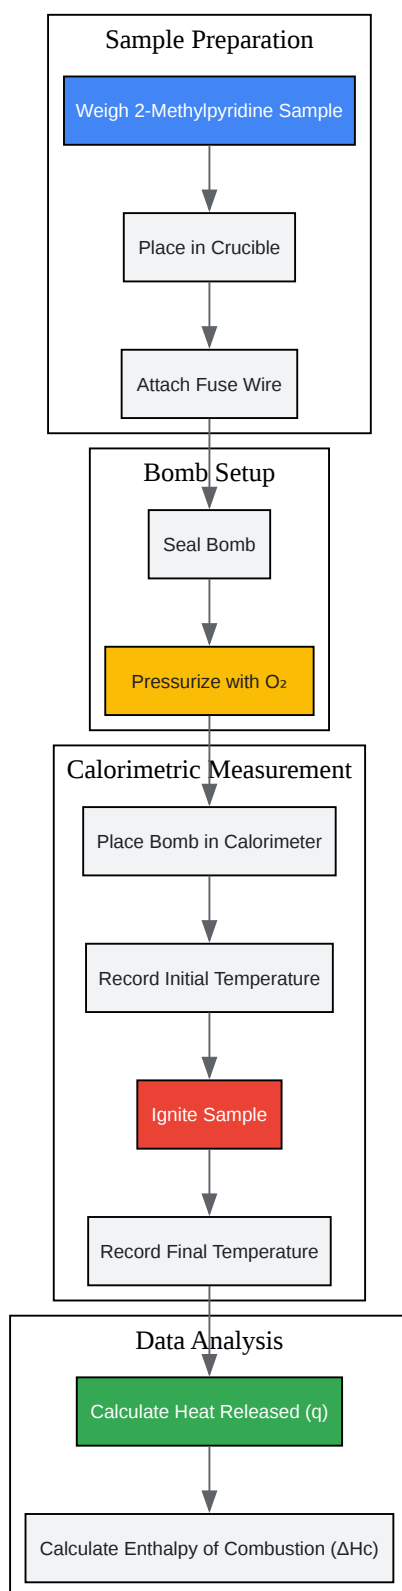 Sample Preparation
Weigh 2-Methylpyridine Sample
Place in Crucible
Attach Fuse Wire
Bomb Setup
Seal Bomb
Pressurize with O₂
Calorimetric Measurement
Place Bomb in Calorimeter
Record Initial Temperature
Ignite Sample
Record Final Temperature
Data Analysis
Calculate Heat Released (q)
Calculate Enthalpy of Combustion (ΔHc)